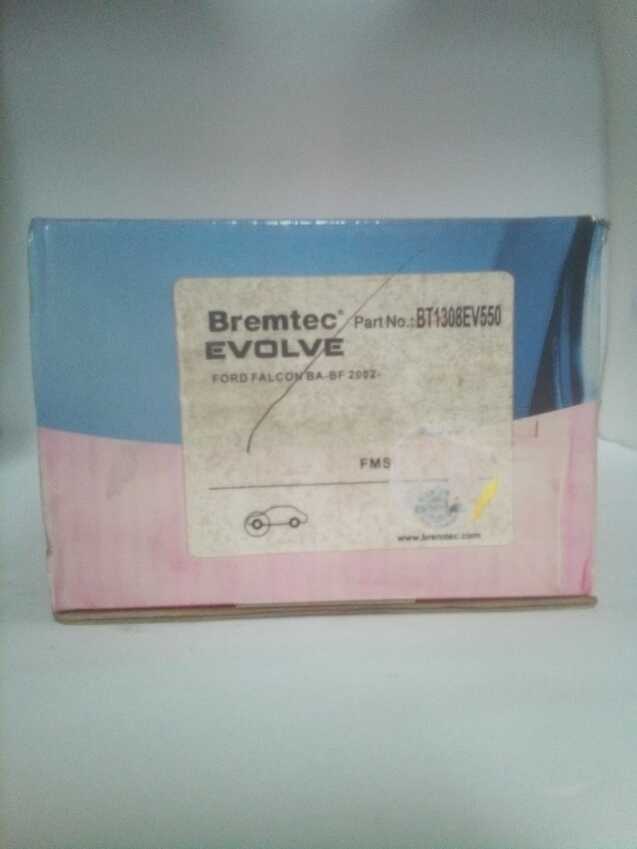 Bremtec® Part No.:BT1308EV550
EVOLVE
FORD FALCON BA-BF 2002-
FMS
www.bremtec.com